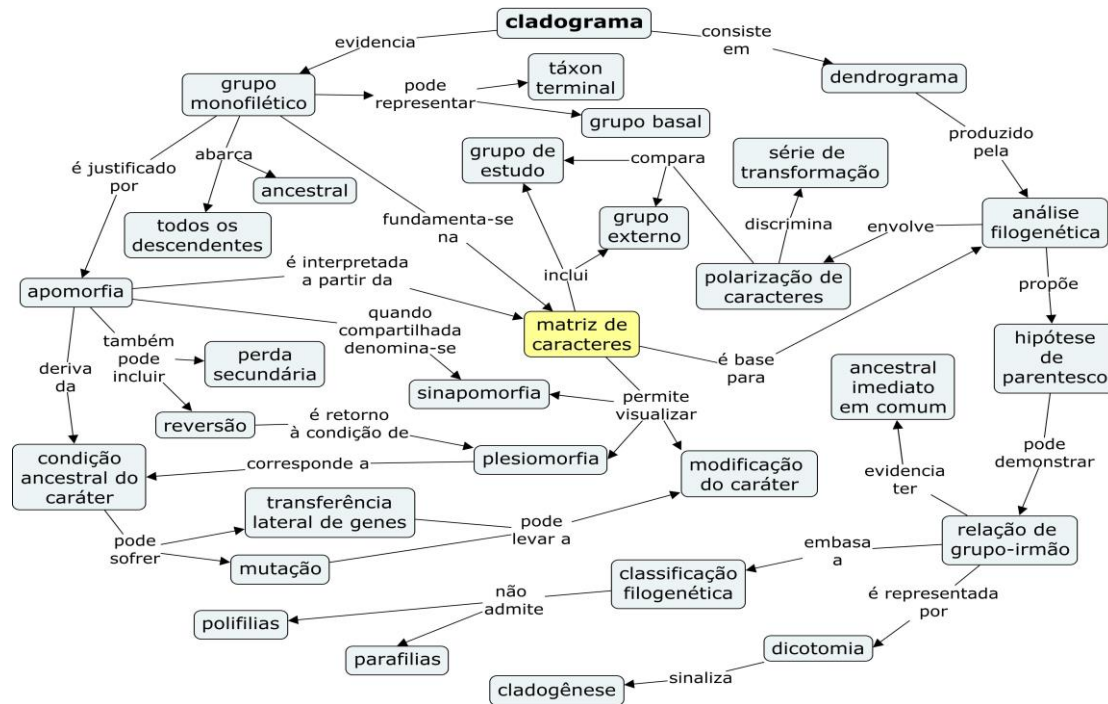 cladograma
evidencia
consiste
em
grupo
monofilético
pode
representar
táxon
terminal
grupo basal
dendrograma
produzido
pela
é justificado
por
abarca
ancestral
todos os
descendentes
fundamenta-se
na
grupo de
estudo
compara
grupo
externo
série de
transformação
discrimina
polarização de
caracteres
envolve
análise
filogenética
apomorfia
é interpretada
a partir da
inclui
matriz de
caracteres
é base
para
propõe
hipótese
de
parentesco
deriva
da
também
pode
incluir
perda
secundária
reversão
quando
compartilhada
denomina-se
sinapomorfia
permite
visualizar
ancestral
imediato
em comum
é retorno
à condição de
plesiomorfia
corresponde a
condição
ancestral do
caráter
modificação
do caráter
evidencia
ter
pode
demonstrar
pode
sofrer
transferência
lateral de genes
mutação
pode
levar a
relação de
grupo-irmão
embasa
a
classificação
filogenética
não
admite
polifilias
parafilias
é representada
por
dicotomia
sinaliza
cladogênese